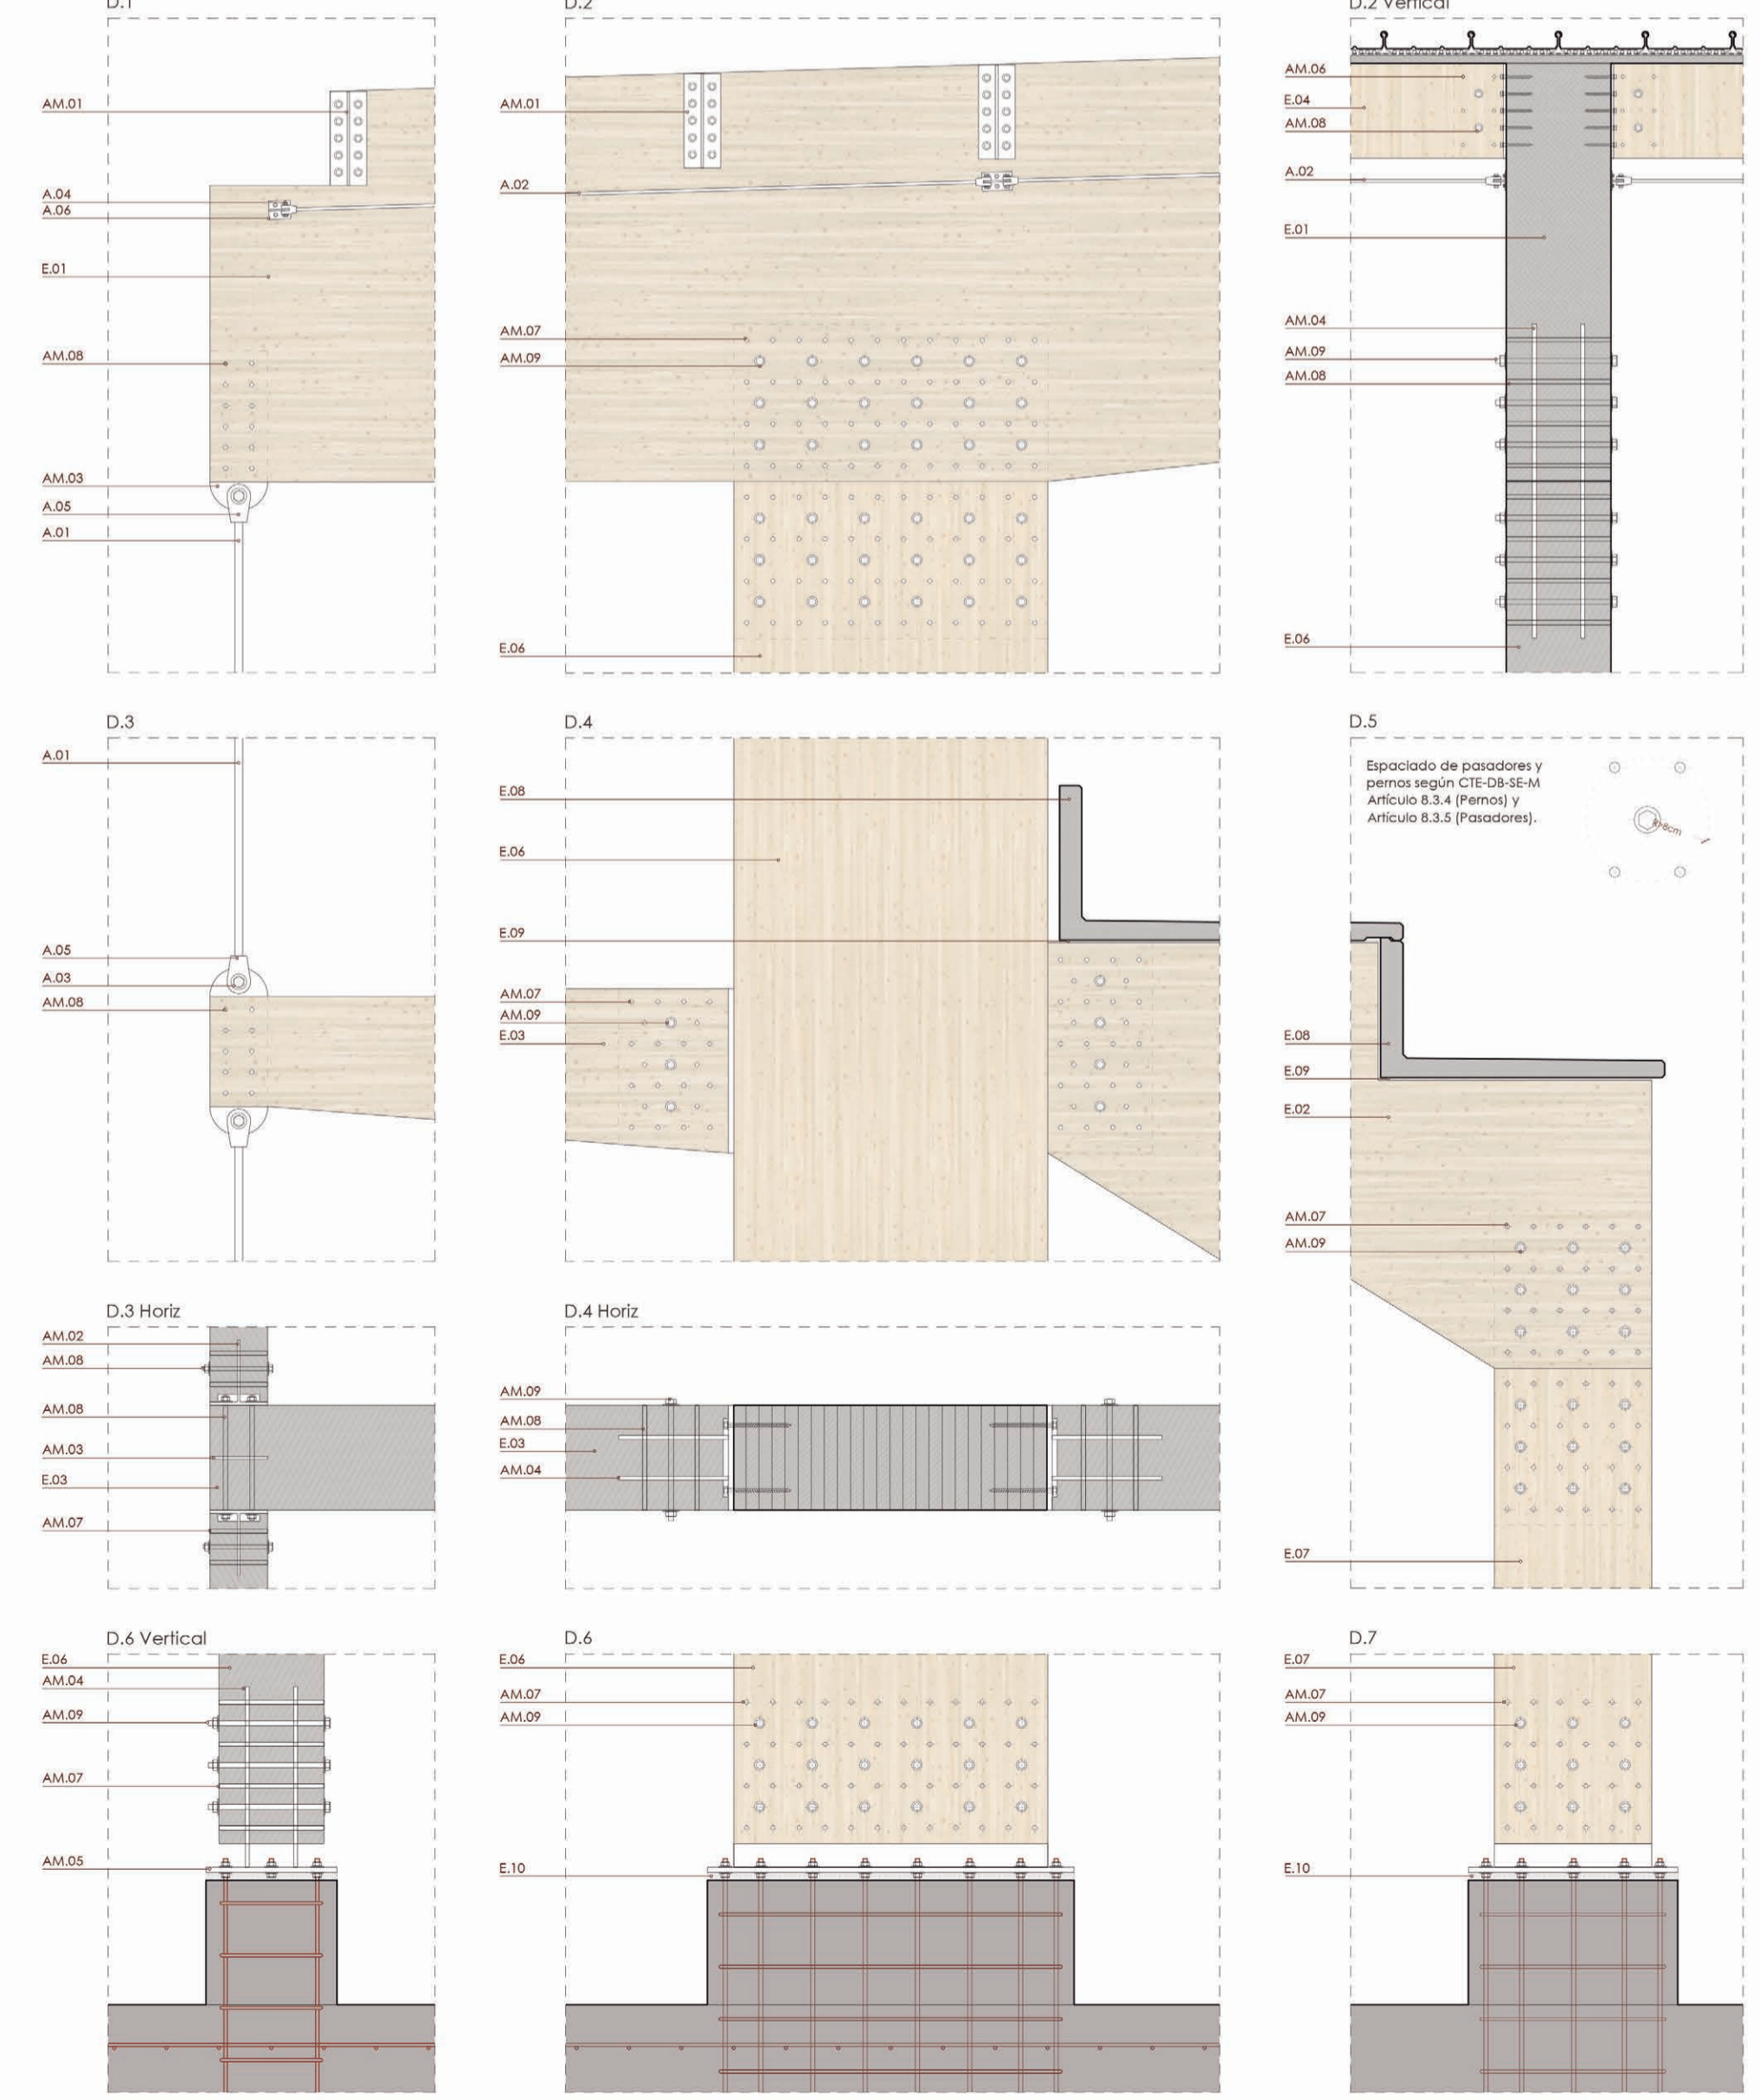 D.1
AM.01
A.04
A.06
E.01
AM.08
AM.03
A.05
A.01
D.2
AM.01
A.02
AM.07
AM.09
E.06
D.2 Vertical
AM.06
E.04
AM.08
A.02
E.01
AM.04
AM.09
AM.08
E.06
D.3
A.01
A.05
A.03
AM.08
D.4
E.08
E.06
E.09
AM.07
AM.09
E.03
D.5
Espaciado de pasadores y
pernos según CTE-DB-SE-M
Artículo 8.3.4 (Pernos) y
Artículo 8.3.5 (Pasadores).
E.08
E.09
E.02
AM.07
AM.09
E.07
D.3 Horiz
AM.02
AM.08
AM.08
AM.03
E.03
AM.07
D.4 Horiz
AM.09
AM.08
E.03
AM.04
D.6 Vertical
E.06
AM.04
AM.09
AM.07
AM.05
D.6
E.06
AM.07
AM.09
E.10
D.7
E.07
AM.07
AM.09
E.10